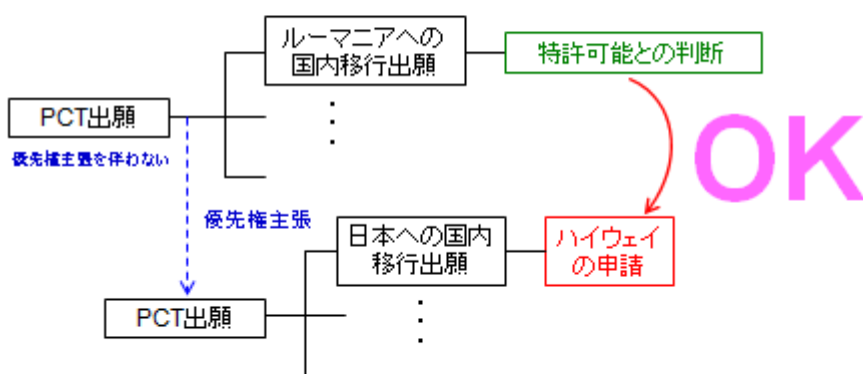 ルーマニアへの
国内移行出願
特許可能との判断
PCT出願
優先権主張を伴わない
OK
優先権主張
日本への国内
移行出願
ハイウェイ
の申請
PCT出願